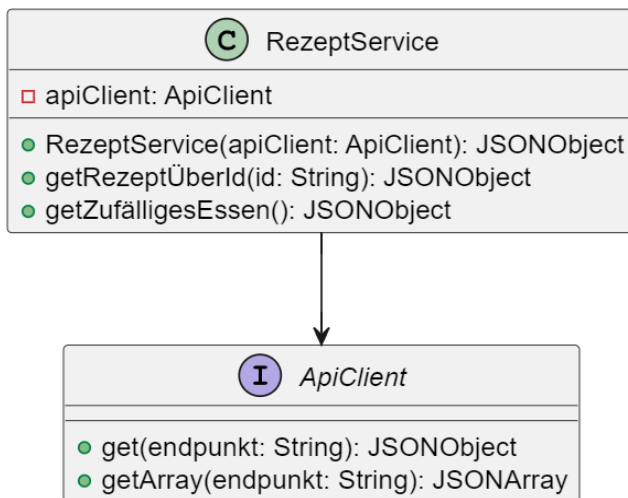 C RezeptService
apiClient: ApiClient
RezeptService(apiClient: ApiClient): JSONObject
getRezeptÜberId(id: String): JSONObject
getZufälligesEssen(): JSONObject
I ApiClient
get(endpunkt: String): JSONObject
getArray(endpunkt: String): JSONArray